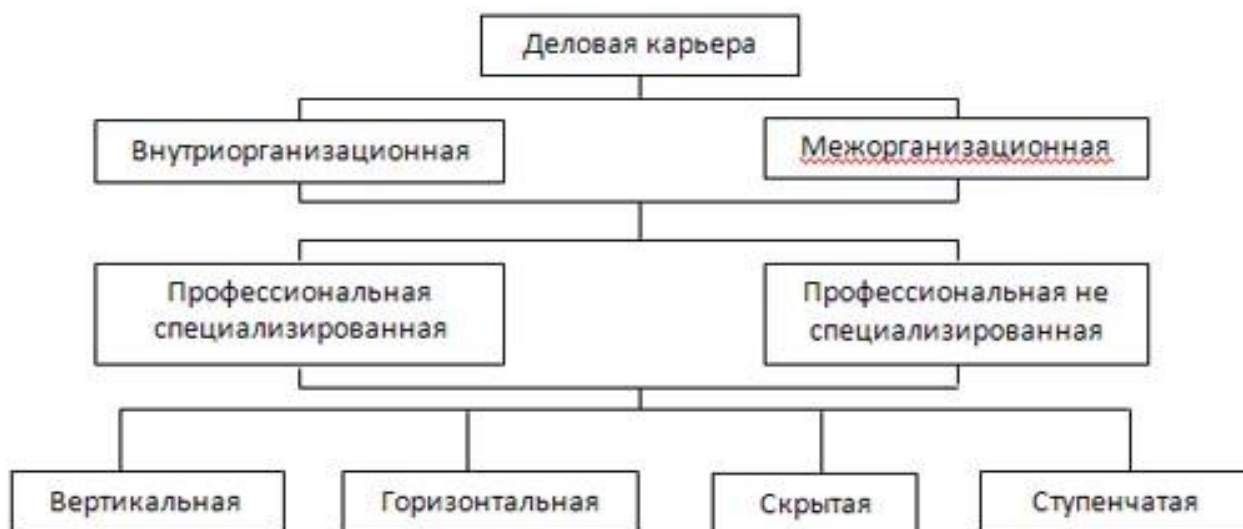 Деловая карьера
Внутриорганизационная
Межорганизационная
Профессиональная
специализированная
Профессиональная не
специализированная
Вертикальная
Горизонтальная
Скрытая
Ступенчатая